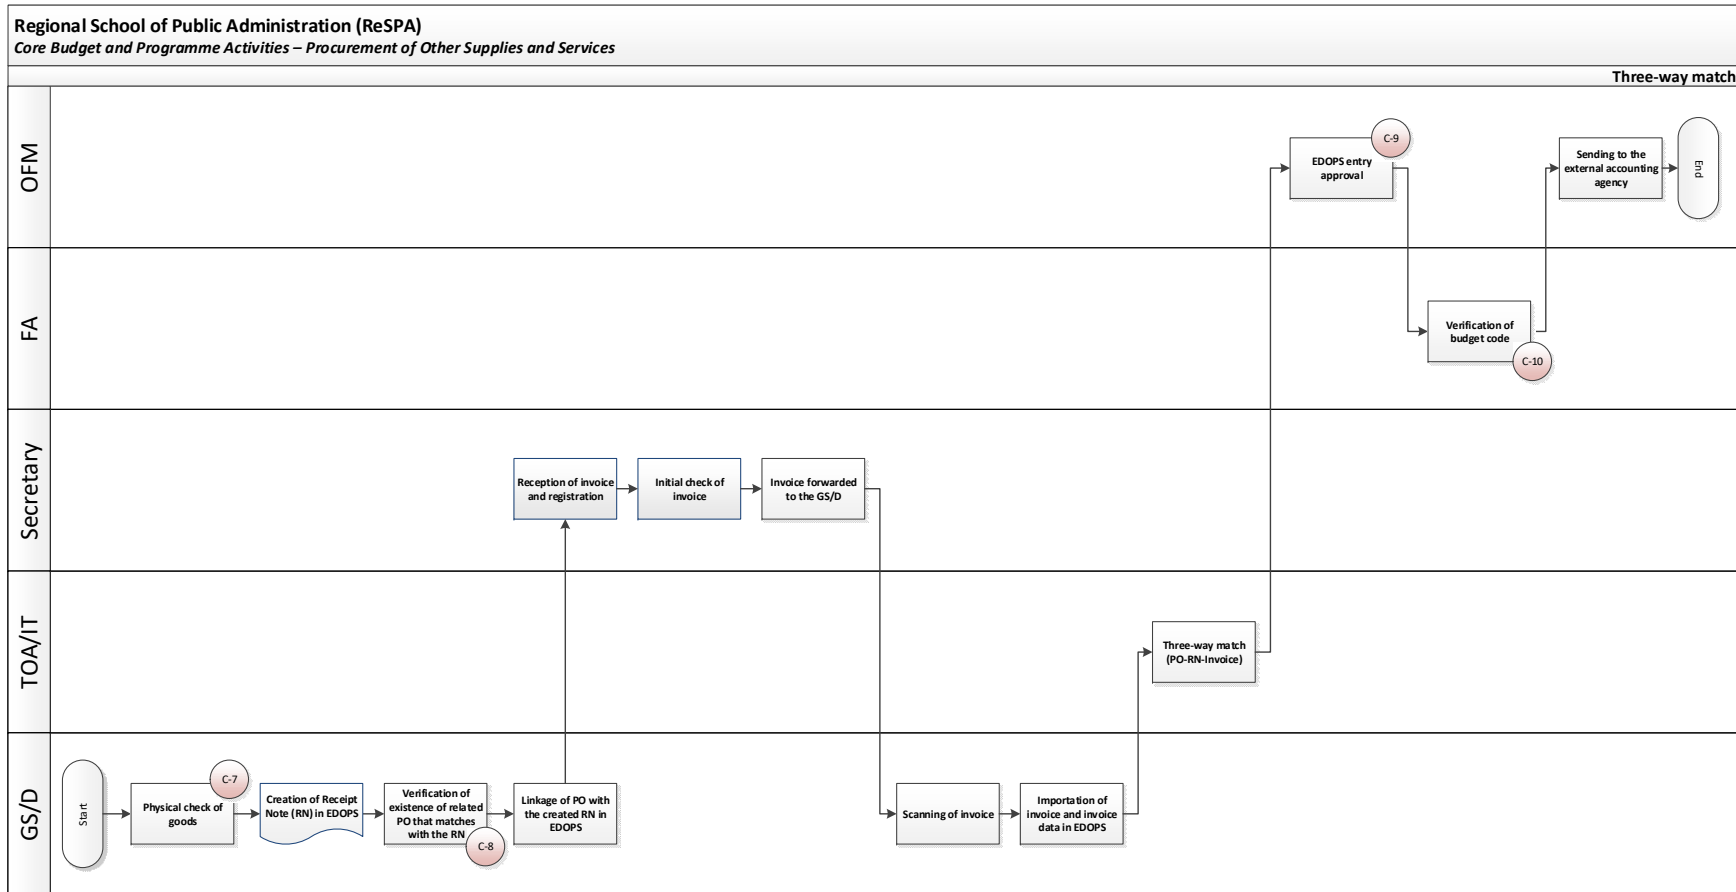 Regional School of Public Administration (ReSPA)
Core Budget and Programme Activities – Procurement of Other Supplies and Services
Three-way match
OFM
EDOPS entry
approval
C-9
Sending to the
external accounting
agency
End
FA
Verification of
budget code
C-10
Secretary
Reception of invoice
and registration
Initial check of
invoice
Invoice forwarded
to the GS/D
TOA/IT
Three-way match
(PO-RN-Invoice)
GS/D
Start
Physical check of
goods
C-7
Creation of Receipt
Note (RN) in EDOPS
Verification of
existence of related
PO that matches
with the RN
C-8
Linkage of PO with
the created RN in
EDOPS
Scanning of invoice
Importation of
invoice and invoice
data in EDOPS